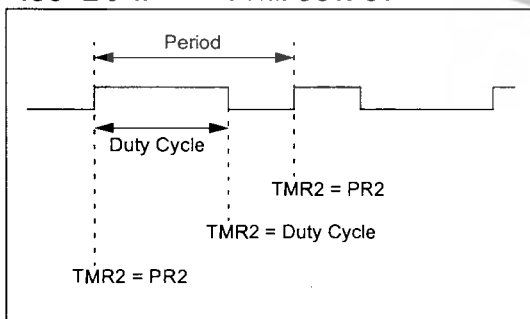 Period
Duty Cycle
TMR2 = PR2
TMR2 = Duty Cycle
TMR2 = PR2